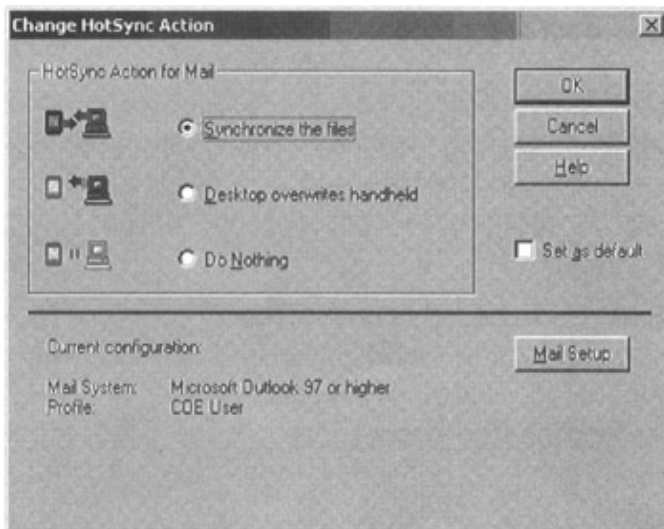 Change HotSync Action
HotSync Action for Mail
Synchronize the files
Desktop overwrites handheld
Do Nothing
OK
Cancel
Help
Set as default
Current configuration:
Mail Setup
Mail System: Microsoft Outlook 97 or higher
Profile: COE User